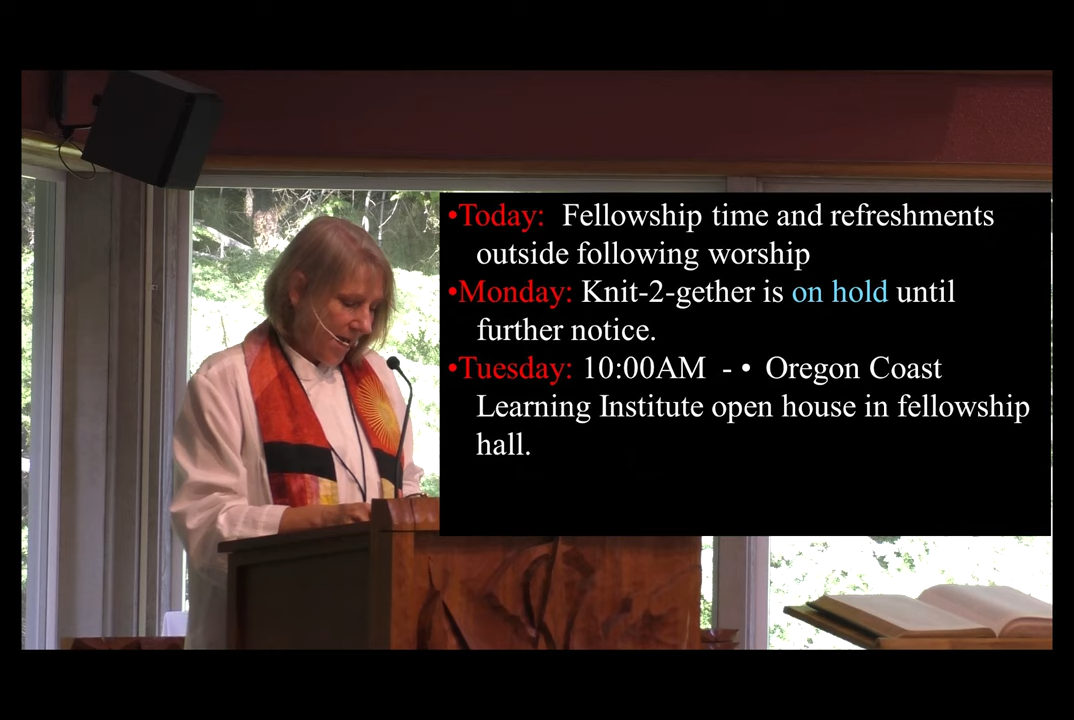 •Today: Fellowship time and refreshments
outside following worship
•Monday: Knit-2-gether is on hold until
further notice.
•Tuesday: 10:00AM - • Oregon Coast
Learning Institute open house in fellowship
hall.